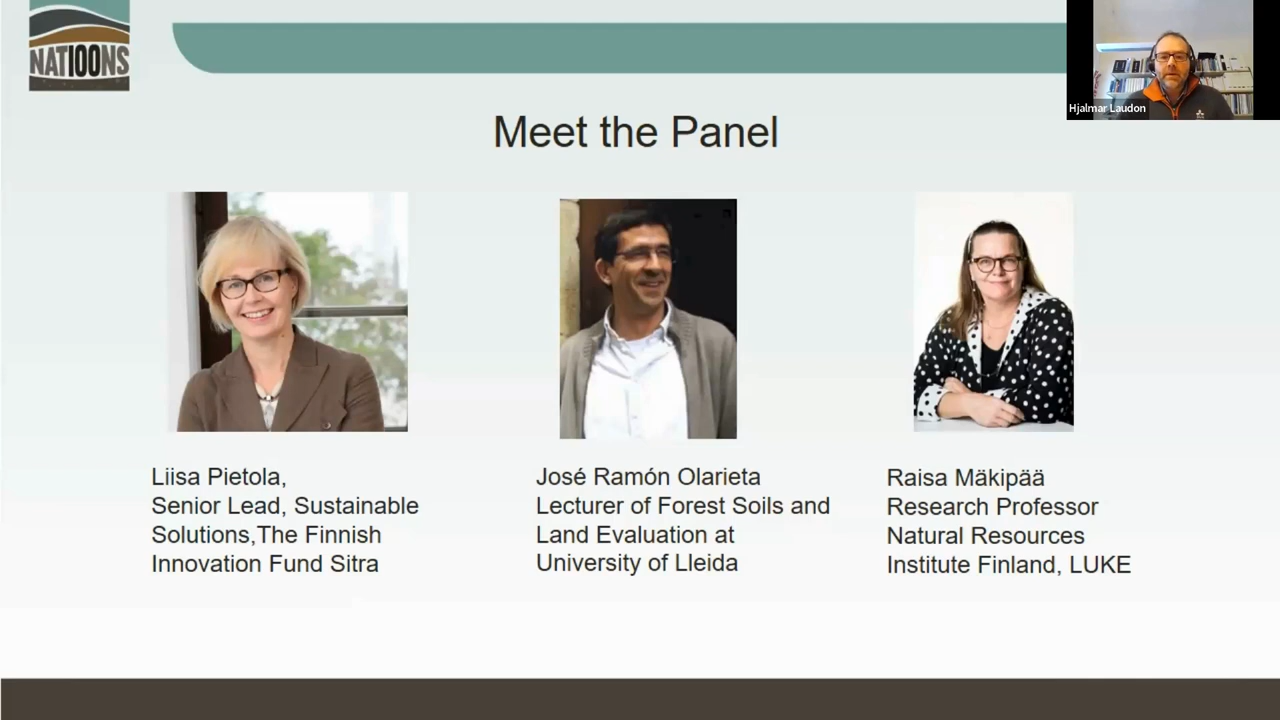 NATIOONS
Hjalmar Laudon
Meet the Panel
Liisa Pietola,
Senior Lead, Sustainable
Solutions,The Finnish
Innovation Fund Sitra
José Ramón Olarieta
Lecturer of Forest Soils and
Land Evaluation at
University of Lleida
Raisa Mäkipää
Research Professor
Natural Resources
Institute Finland, LUKE